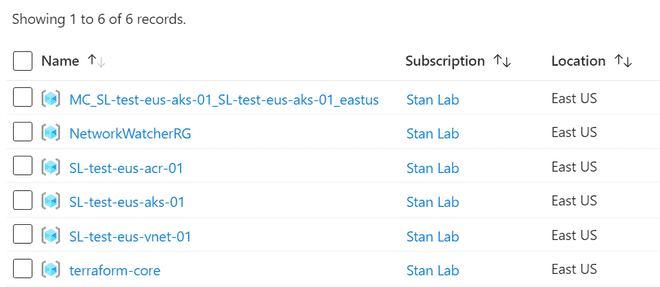 Showing 1 to 6 of 6 records.
Name ↑↓ Subscription ↑↓ Location ↑↓
MC_SL-test-eus-aks-01_SL-test-eus-aks-01_eastus Stan Lab East US
NetworkWatcherRG Stan Lab East US
SL-test-eus-acr-01 Stan Lab East US
SL-test-eus-aks-01 Stan Lab East US
SL-test-eus-vnet-01 Stan Lab East US
terraform-core Stan Lab East US